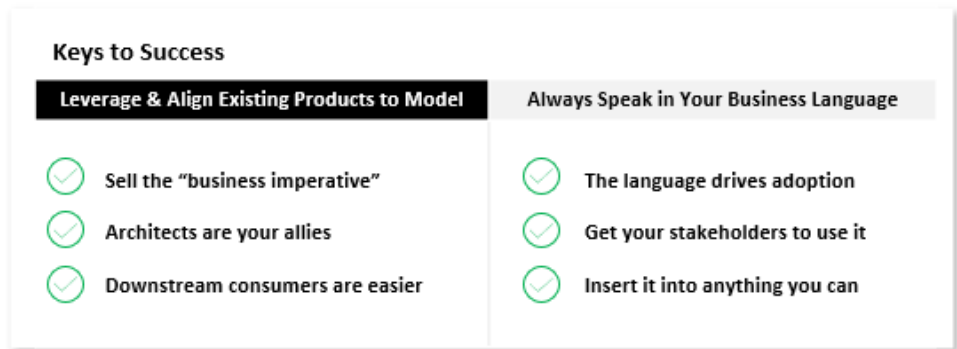 Keys to Success
Leverage & Align Existing Products to Model
Always Speak in Your Business Language
Sell the “business imperative”
Architects are your allies
Downstream consumers are easier
The language drives adoption
Get your stakeholders to use it
Insert it into anything you can